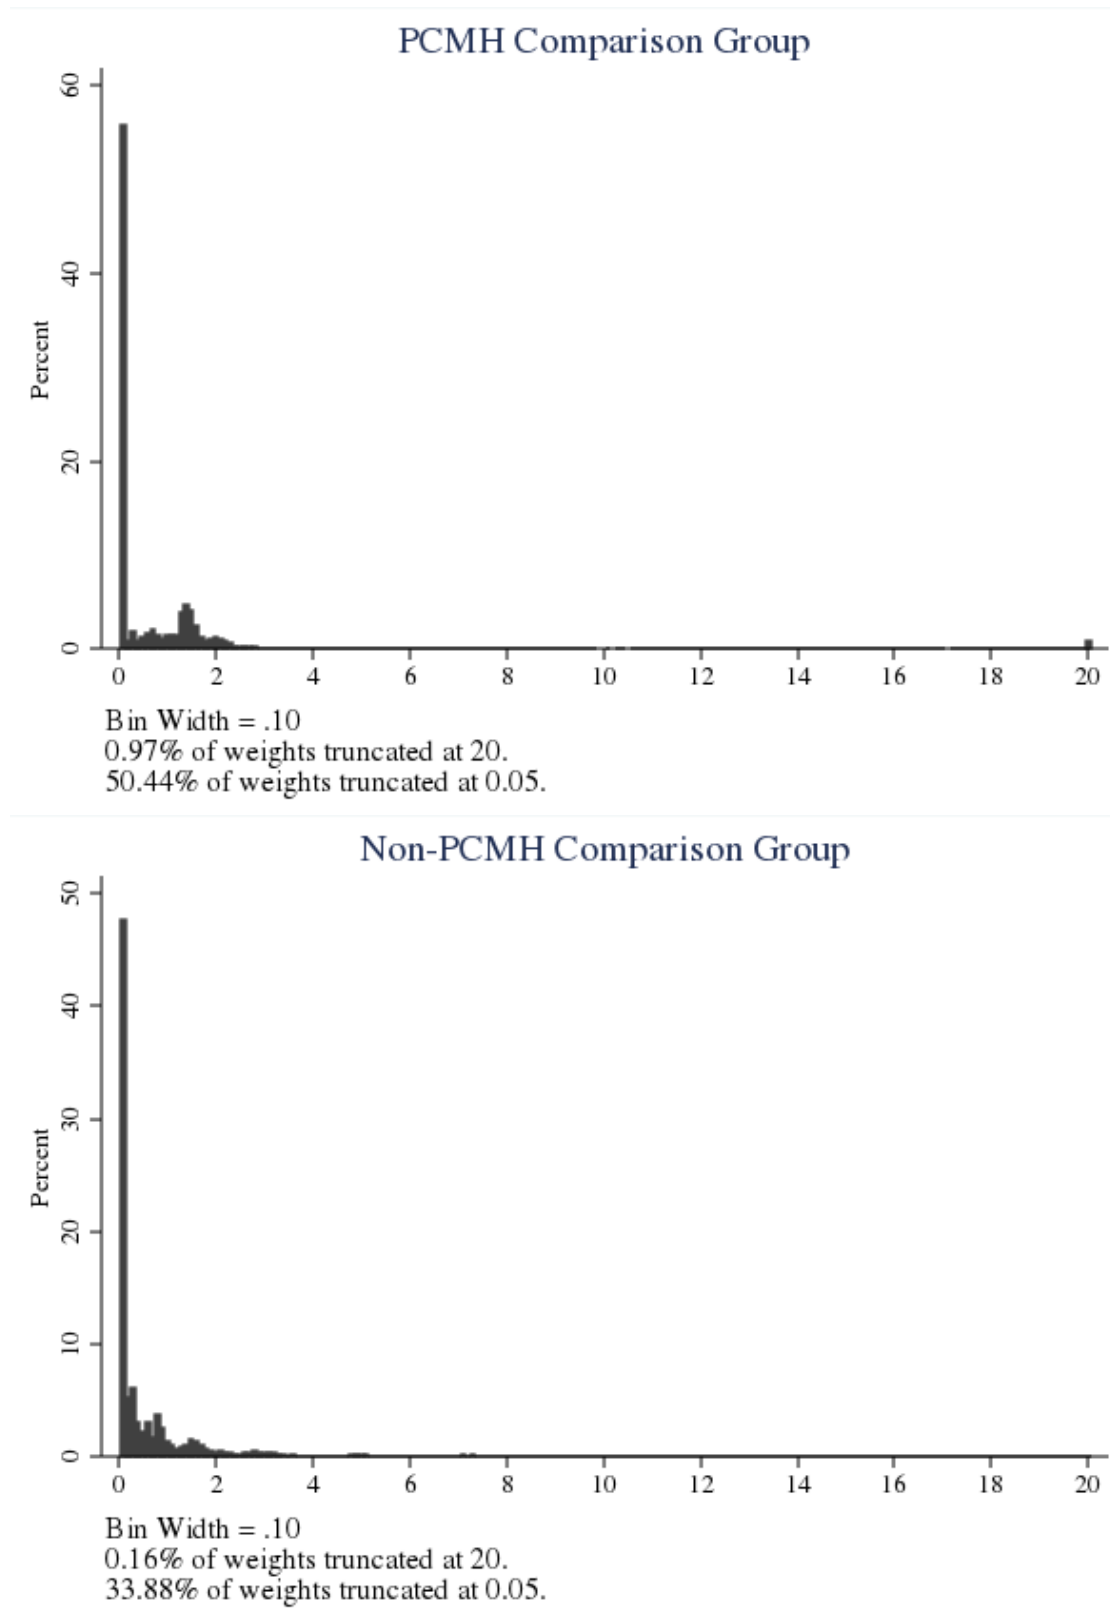 PCMH Comparison Group
60
40
20
0
Percent
0 2 4 6 8 10 12 14 16 18 20
Bin Width = .10
0.97% of weights truncated at 20.
50.44% of weights truncated at 0.05.
Non-PCMH Comparison Group
50
40
30
20
10
0
Percent
0 2 4 6 8 10 12 14 16 18 20
Bin Width = .10
0.16% of weights truncated at 20.
33.88% of weights truncated at 0.05.